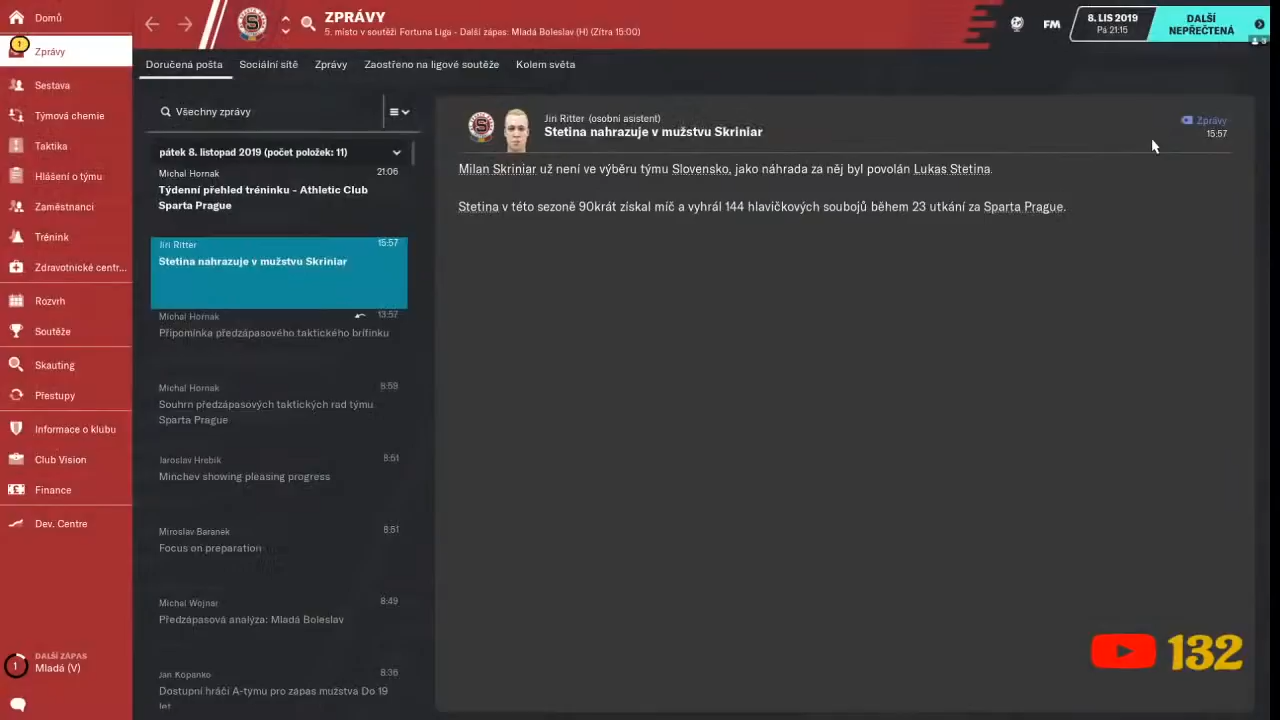 Domů
1
Zprávy
Sestava
Týmová chemie
Taktika
Hlášení o týmu
Zaměstnanci
Trénink
Zdravotnické centr...
Rozvrh
Soutěže
Skauting
Přestupy
Informace o klubu
Club Vision
Finance
Dev. Centre
DALŠÍ ZÁPAS
1
Mladá (V)
ZPRÁVY
5. místo v soutěži Fortuna Liga - Další zápas: Mladá Boleslav (H) (Zítra 15:00)
FM
8. LIS 2019
Pá 21:15
DALŠÍ
NEPŘEČTENÁ
3
Doručená pošta
Sociální sítě
Zprávy
Zaostřeno na ligové soutěže
Kolem světa
Všechny zprávy
pátek 8. listopad 2019 (počet položek: 11)
Michal Hornak 21:06
Týdenní přehled tréninku - Athletic Club
Sparta Prague
Jiri Ritter 15:57
Stetina nahrazuje v mužstvu Skriniar
Michal Hornak 13:57
Připomínka předzápasového taktického brífinku
Michal Hornak 8:59
Souhrn předzápasových taktických rad týmu
Sparta Prague
Jaroslav Hrebik 8:51
Minchev showing pleasing progress
Miroslav Baranek 8:51
Focus on preparation
Michal Wojnar 8:49
Předzápasová analýza: Mladá Boleslav
Jan Kopanko 8:36
Dostupní hráči A-týmu pro zápas mužstva Do 19
let
Jiri Ritter (osobní asistent)
Stetina nahrazuje v mužstvu Skriniar
Zprávy
15:57
Milan Skriniar už není ve výběru týmu Slovensko, jako náhrada za něj byl povolán Lukas Stetina.
Stetina v této sezoně 90krát získal míč a vyhrál 144 hlavičkových soubojů během 23 utkání za Sparta Prague.
132